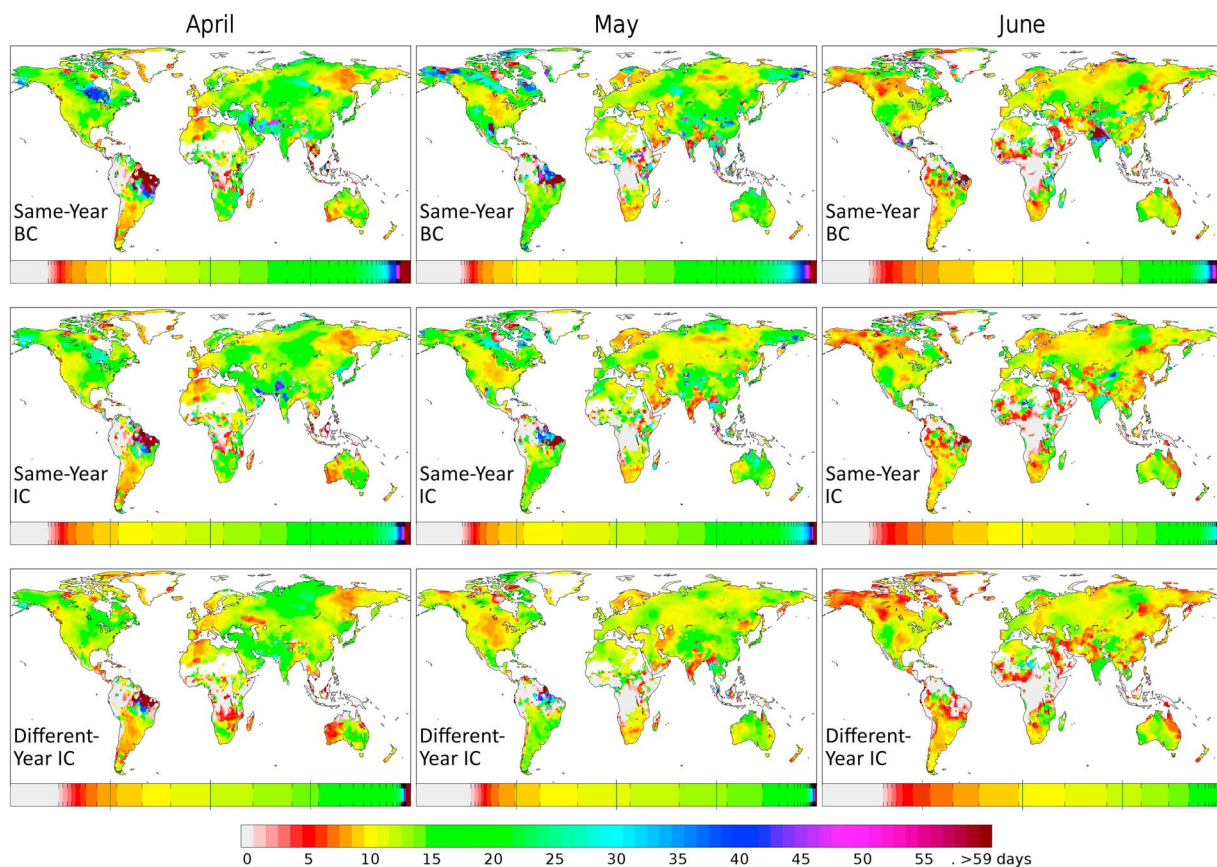 April
May
June
Same-Year
BC
Same-Year
BC
Same-Year
BC
Same-Year
IC
Same-Year
IC
Same-Year
IC
Different-
Year IC
Different-
Year IC
Different-
Year IC
0 5 10 15 20 25 30 35 40 45 50 55 . >59 days